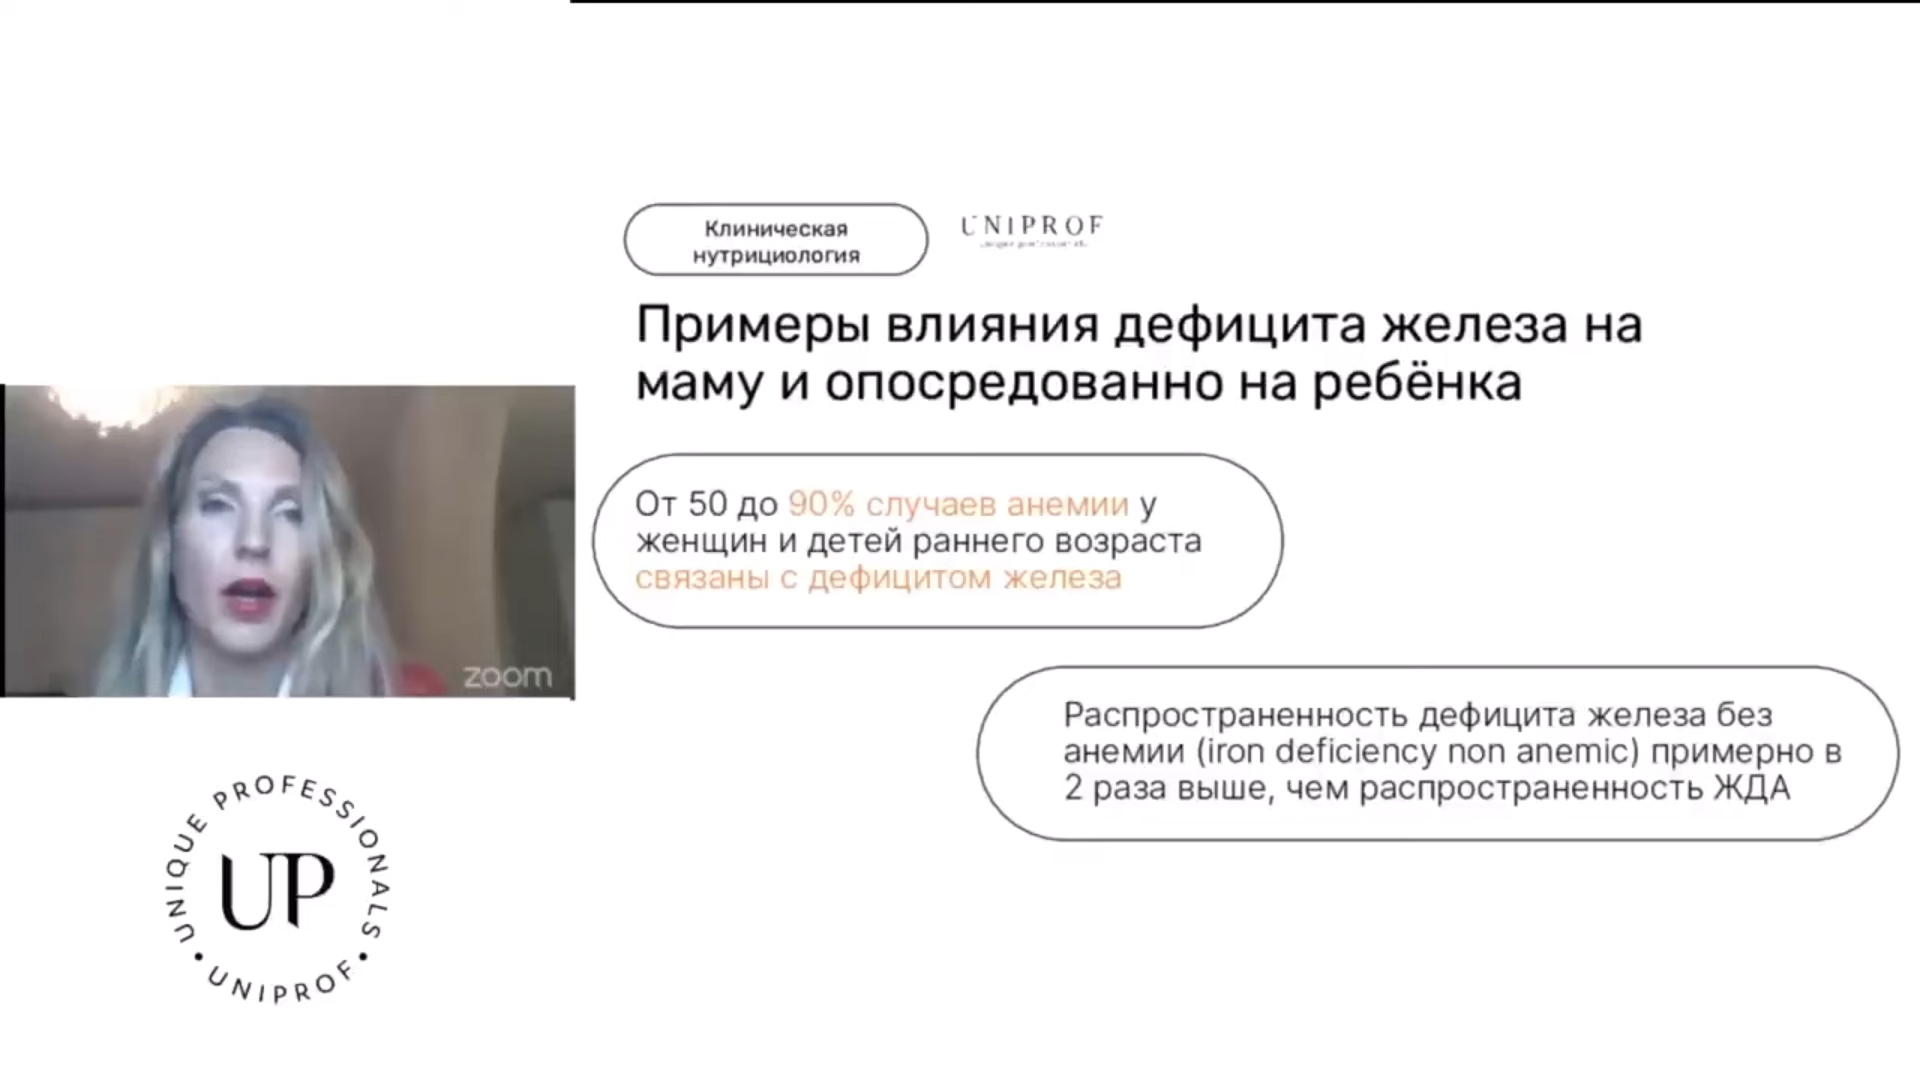 Клиническая
нутрициология
UNIPROF
Примеры влияния дефицита железа на
маму и опосредованно на ребёнка
От 50 до 90% случаев анемии у
женщин и детей раннего возраста
связаны с дефицитом железа
zoom
Распространенность дефицита железа без
анемии (iron deficiency non anemic) примерно в
2 раза выше, чем распространенность ЖДА
UNIQUE PROFESSIONALS
UP
• UNIPROF •